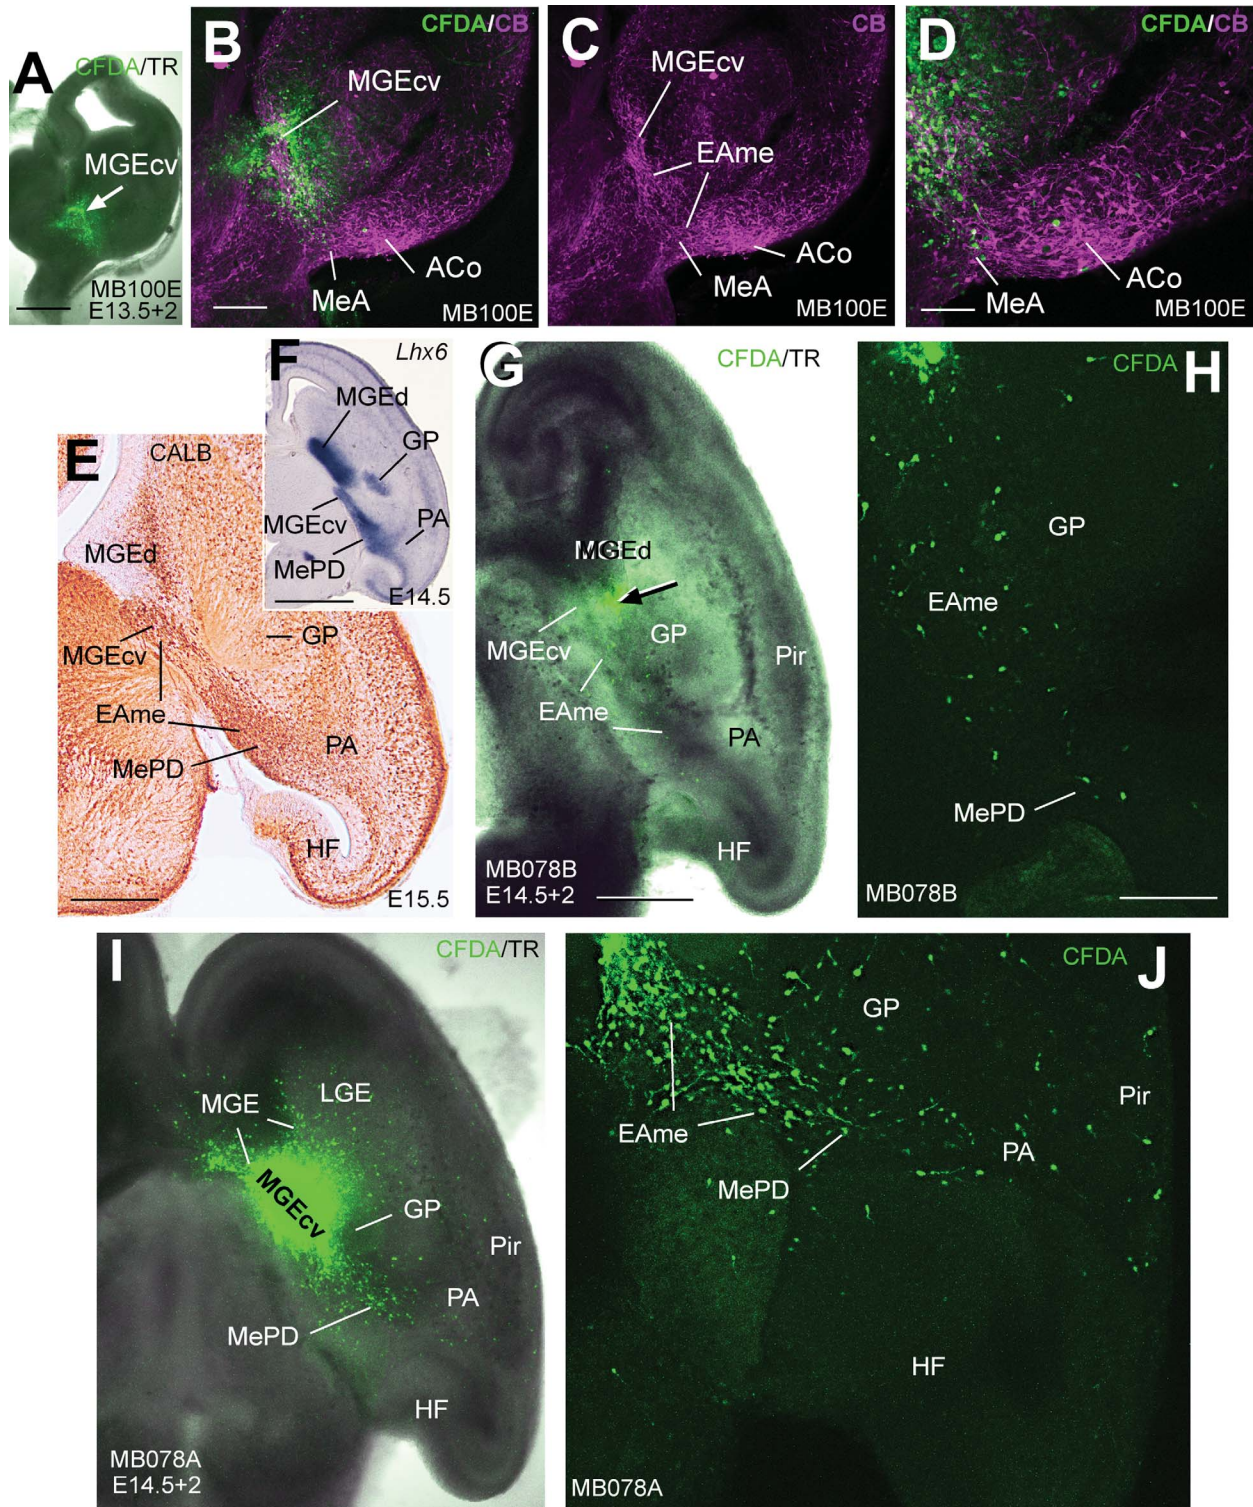 A
CFDA/TR
MGEcv
MB100E
E13.5+2
B
CFDA/CB
MGEcv
ACo
MeA
MB100E
C
CB
MGEcv
EAme
ACo
MeA
MB100E
D
CFDA/CB
ACo
MeA
MB100E
E
CALB
MGEd
GP
MGEcv
EAme
PA
MePD
HF
E15.5
F
Lhx6
MGEd
GP
MGEcv
PA
MePD
E14.5
G
CFDA/TR
MGEd
MGEcv
GP
Pir
EAme
PA
HF
MB078B
E14.5+2
CFDA
H
GP
EAme
MePD
MB078B
I
CFDA/TR
LGE
MGE
MGEcv
GP
Pir
PA
MePD
HF
MB078A
E14.5+2
CFDA
J
GP
Pir
EAme
PA
MePD
HF
MB078A